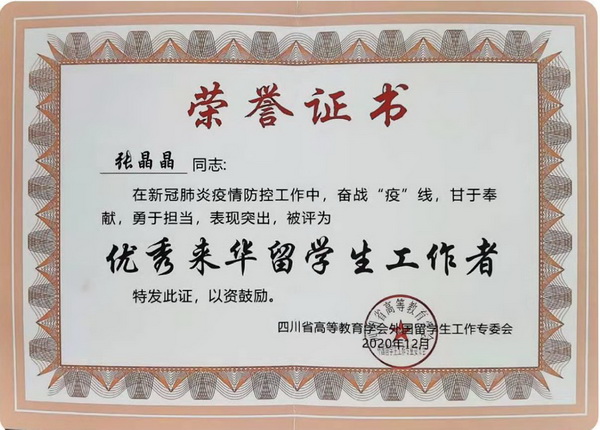 荣誉证书
张晶晶 同志:
在新冠肺炎疫情防控工作中，奋战“疫”线，甘于奉
献，勇于担当，表现突出，被评为
优秀来华留学生工作者
特发此证，以资鼓励。
四川省高等教育学会外国留学生工作专委会
2020年12月